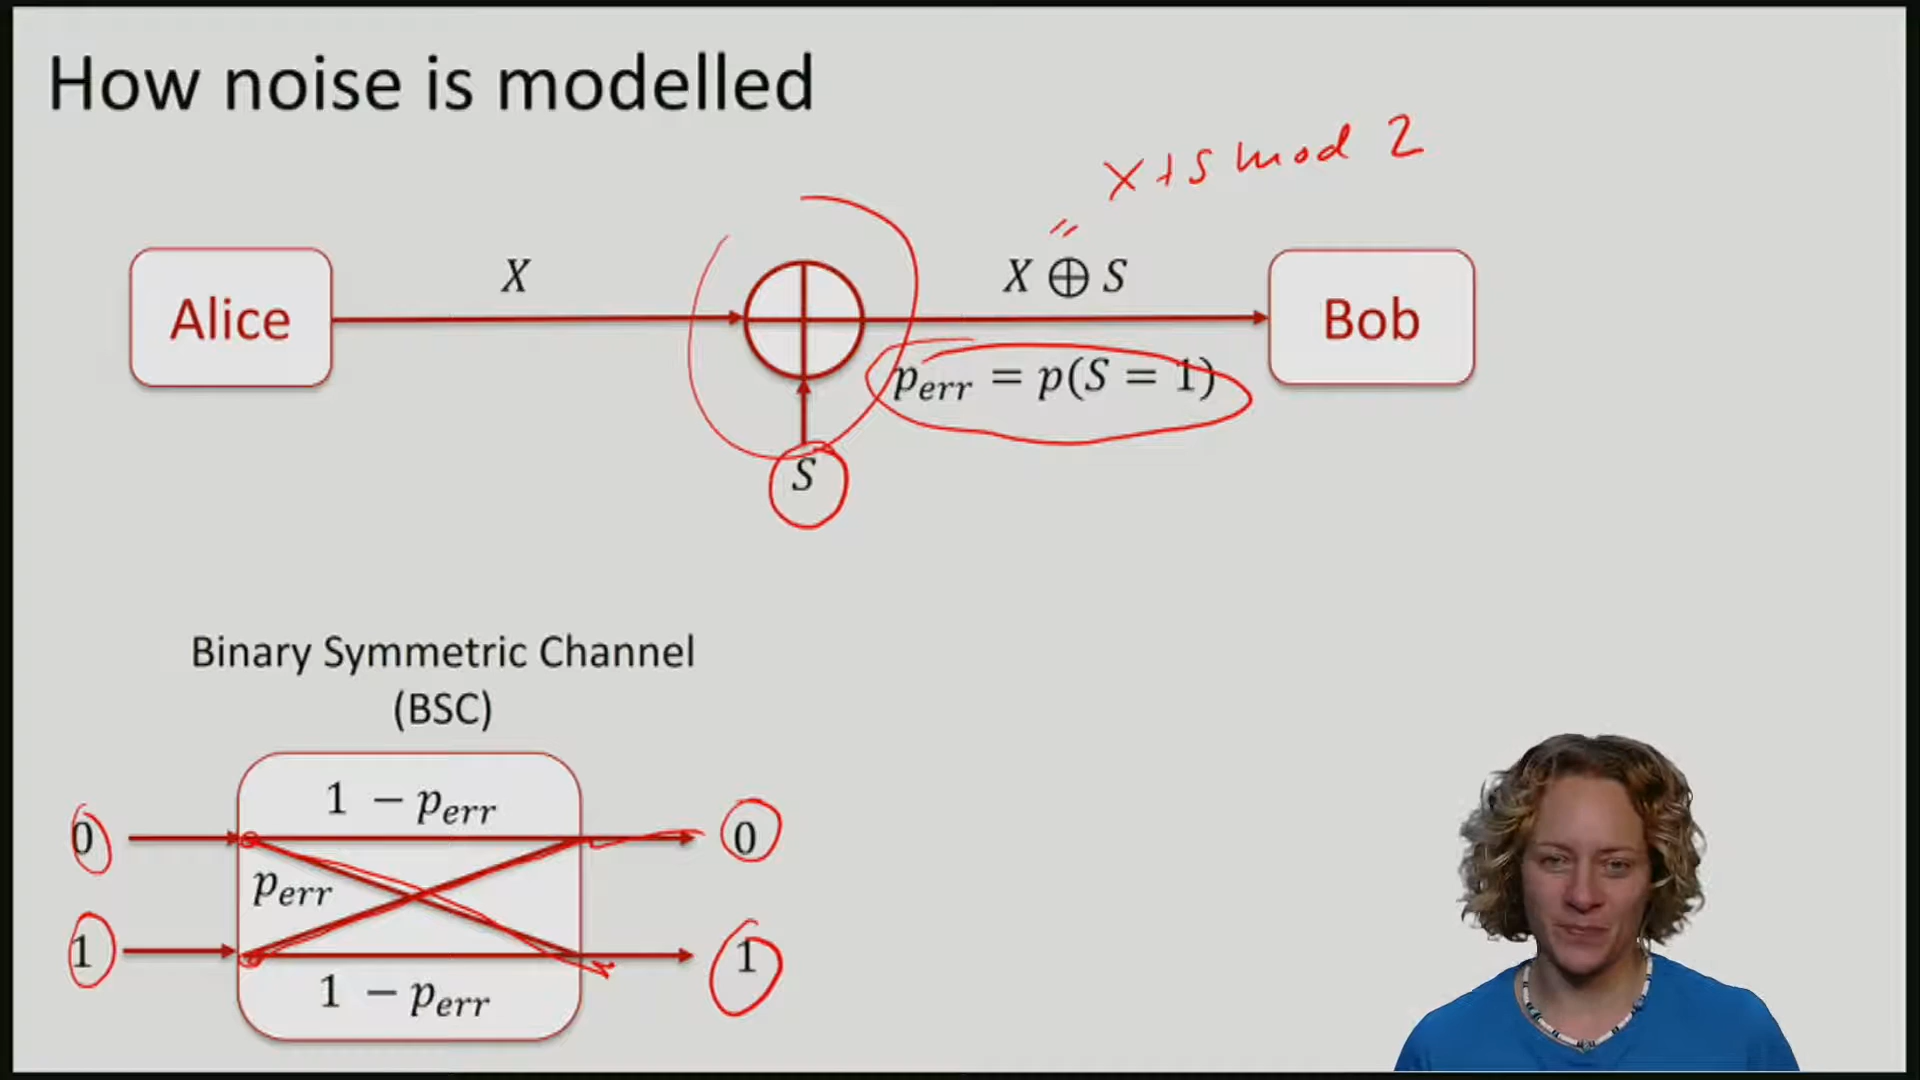 How noise is modelled
X + S mod 2
"
Alice
X
X ⊕ S
Bob
p_err = p(S = 1)
S
Binary Symmetric Channel
(BSC)
1 − p_err
0
0
p_err
1
1
1 − p_err